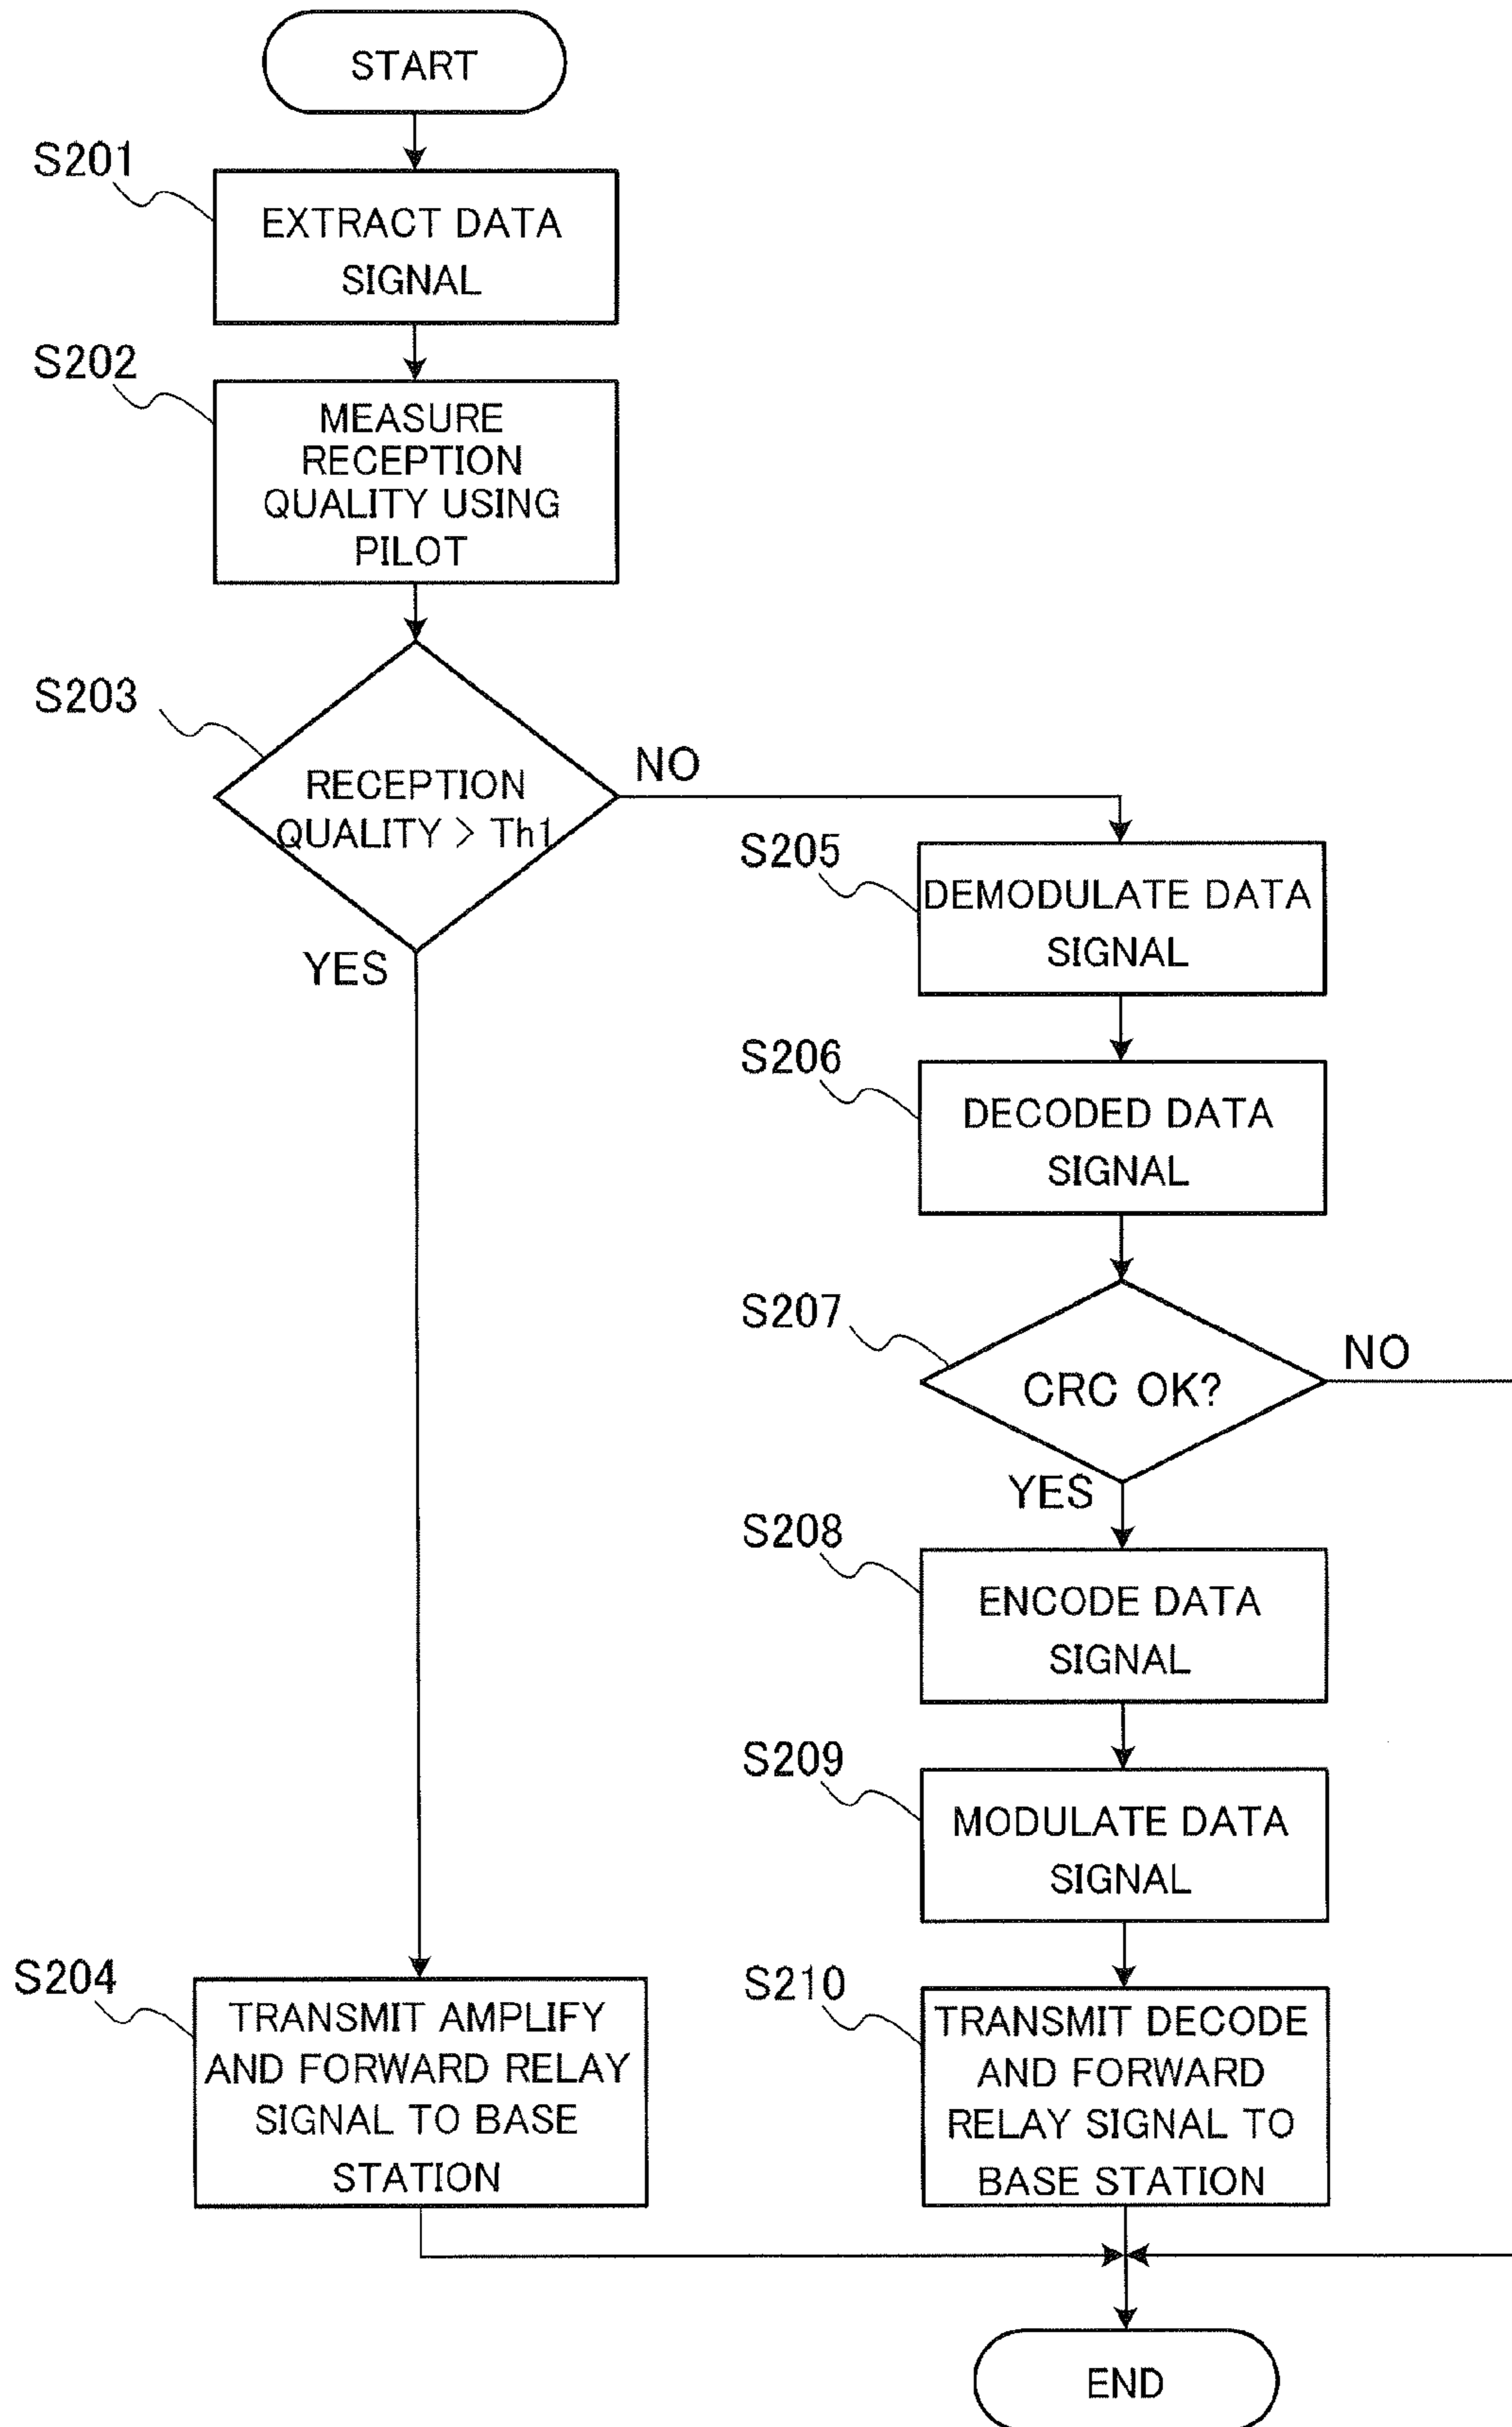 START
S201
EXTRACT DATA
SIGNAL
S202
MEASURE
RECEPTION
QUALITY USING
PILOT
S203
RECEPTION
QUALITY > Th1
NO
YES
S205
DEMODULATE DATA
SIGNAL
S206
DECODED DATA
SIGNAL
S207
CRC OK?
NO
YES
S208
ENCODE DATA
SIGNAL
S209
MODULATE DATA
SIGNAL
S204
TRANSMIT AMPLIFY
AND FORWARD RELAY
SIGNAL TO BASE
STATION
S210
TRANSMIT DECODE
AND FORWARD
RELAY SIGNAL TO
BASE STATION
END